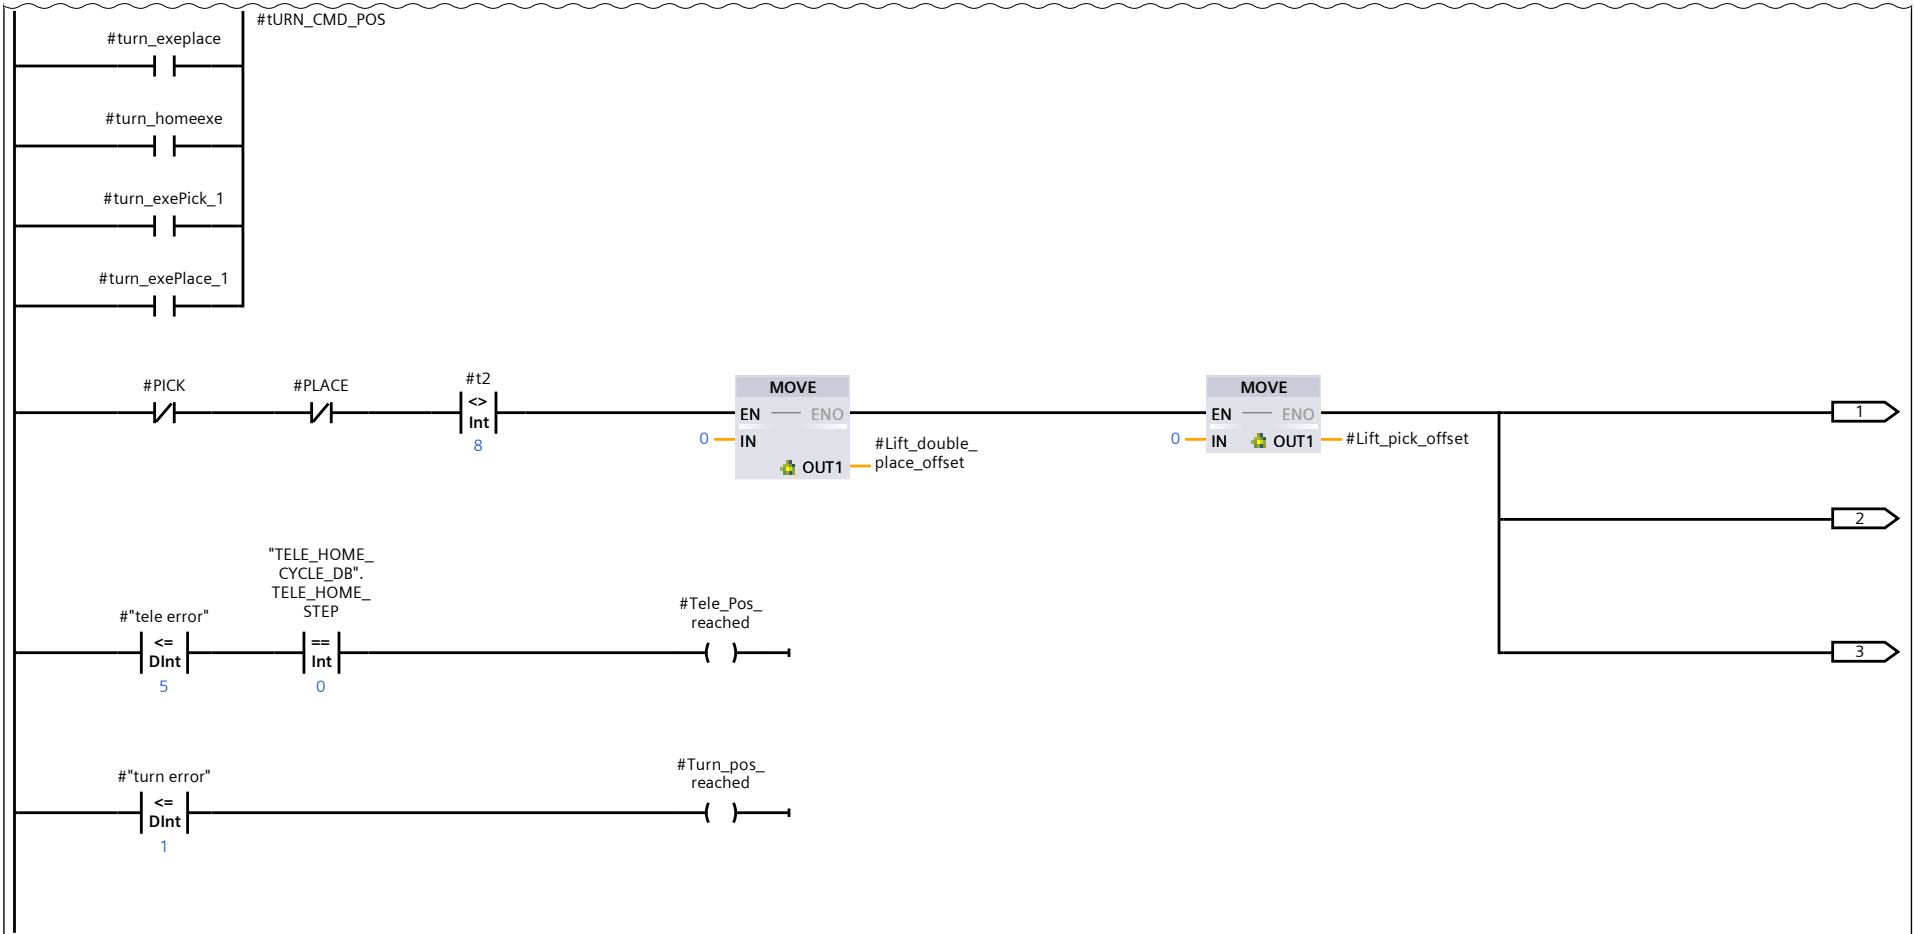 #tURN_CMD_POS
#turn_exeplace
#turn_homeexe
#turn_exePick_1
#turn_exePlace_1
#PICK
#PLACE
#t2
<>
Int
8
MOVE
EN
ENO
0
IN
OUT1
#Lift_double_
place_offset
MOVE
EN
ENO
0
IN
OUT1
#Lift_pick_offset
1
2
3
#"tele error"
<=
DInt
5
"TELE_HOME_
CYCLE_DB".
TELE_HOME_
STEP
==
Int
0
#Tele_Pos_
reached
#"turn error"
<=
DInt
1
#Turn_pos_
reached